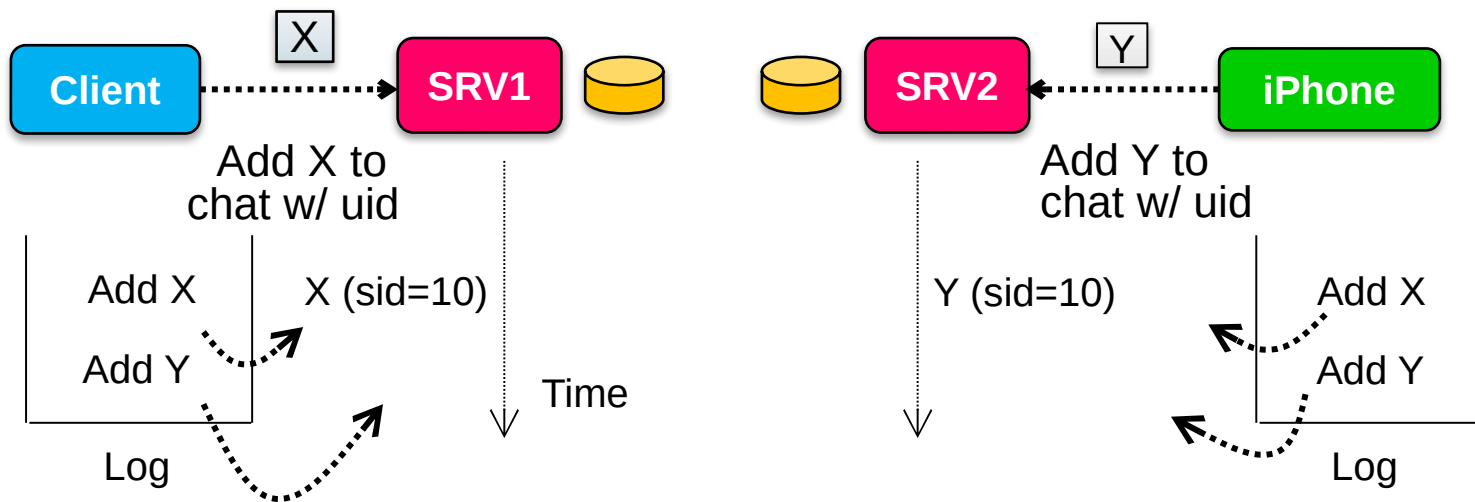 X
Y
Client
SRV1
SRV2
iPhone
Add X to
chat w/ uid
Add Y to
chat w/ uid
Add X
X (sid=10)
Y (sid=10)
Add X
Add Y
Add Y
Time
Log
Log